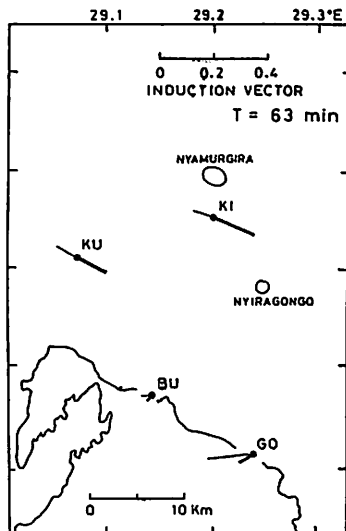 29.1 29.2 29.3°E
0 0.2 0.4
INDUCTION VECTOR
T = 63 min
NYAMURGIRA
KI
KU
NYIRAGONGO
BU
GO
0 10 Km